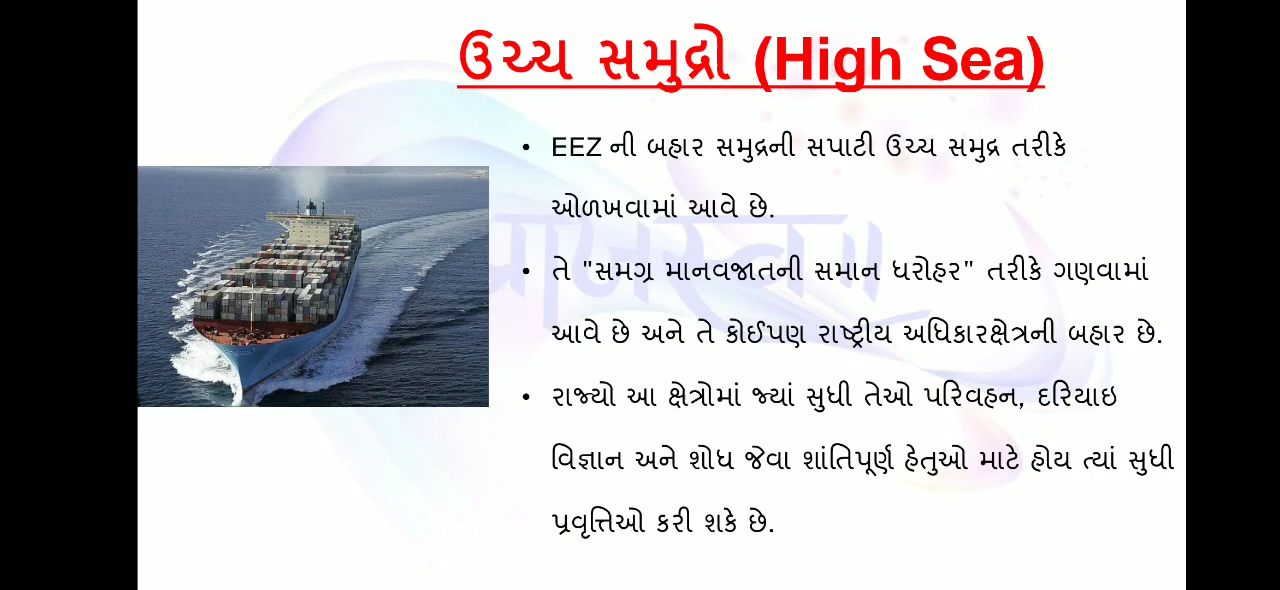 ઉચ્ચ સમુદ્રો (High Sea)
• EEZ ની બહાર સમુદ્રની સપાટી ઉચ્ચ સમુદ્ર તરીકે
ઓળખવામાં આવે છે.
• તે "સમગ્ર માનવજાતની સમાન ધરોહર" તરીકે ગણવામાં
આવે છે અને તે કોઈપણ રાષ્ટ્રીય અધિકારક્ષેત્રની બહાર છે.
• રાજ્યો આ ક્ષેત્રોમાં જ્યાં સુધી તેઓ પરિવહન, દરિયાઇ
વિજ્ઞાન અને શોધ જેવા શાંતિપૂર્ણ હેતુઓ માટે હોય ત્યાં સુધી
પ્રવૃત્તિઓ કરી શકે છે.